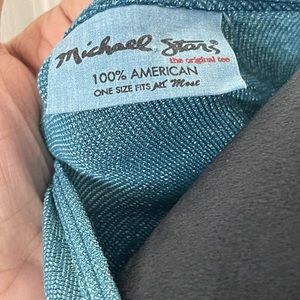 Michael Stars
the original tee
100% AMERICAN
ONE SIZE FITS All Most